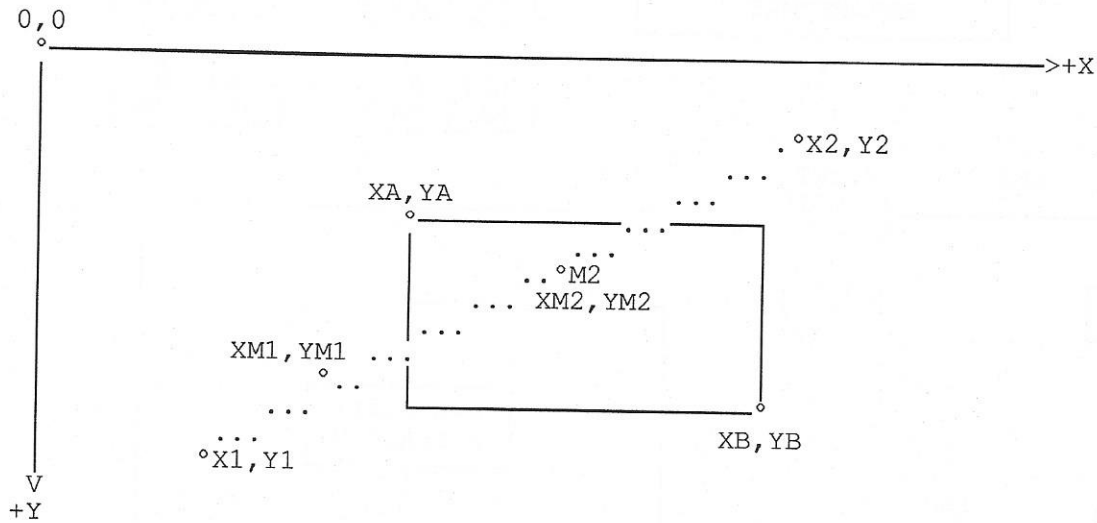 0,0
>+X
X2,Y2
XA,YA
M2
XM2,YM2
XM1,YM1
XB,YB
X1,Y1
V
+Y